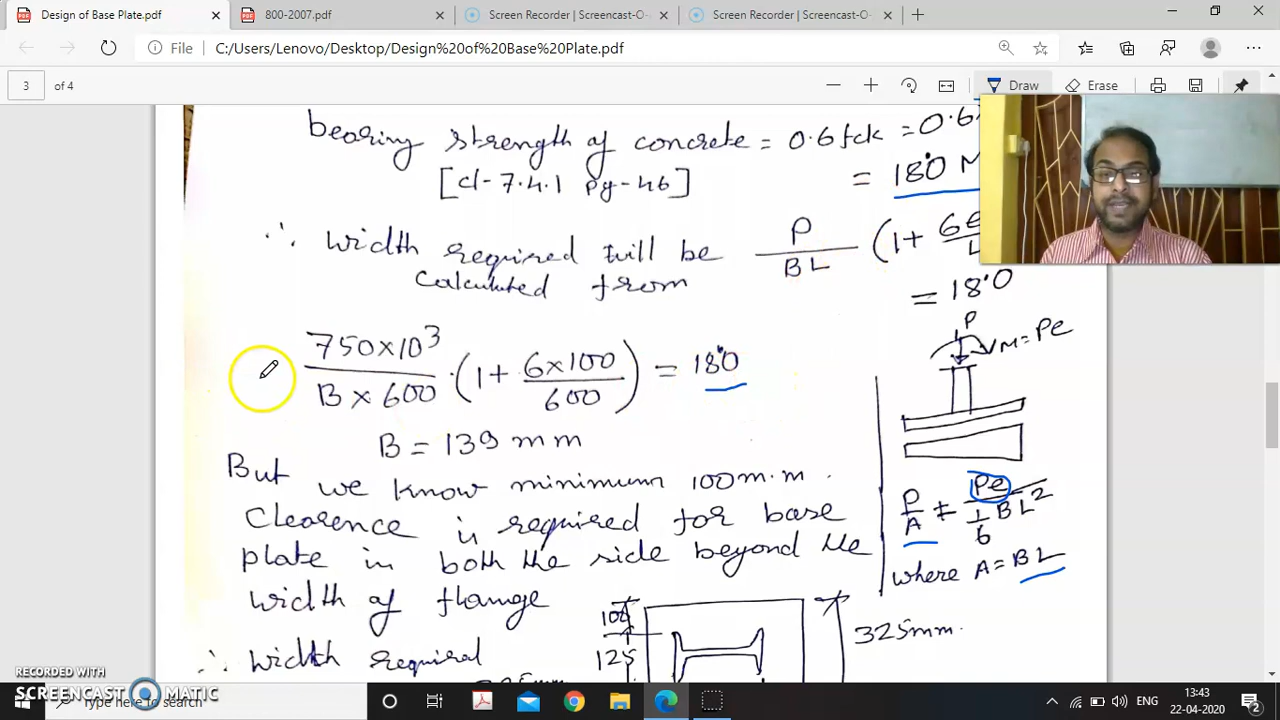 Design of Base Plate.pdf
800-2007.pdf
Screen Recorder | Screencast-O-
Screen Recorder | Screencast-O-
File
C:/Users/Lenovo/Desktop/Design%20of%20Base%20Plate.pdf
3 of 4
Draw
Erase
bearing strength of concrete = 0.6 fck = 0.6
[cl-7.4.1 pg-46]
= 18.0 M
∴ width required will be P/BL (1+ 6e/L
calculated from
= 18.0
750×10³/B×600 · (1+ 6×100/600) = 18.0
B = 139 mm
P
M=Pe
But we know minimum 100 m.m.
Clearence is required for base
plate in both the side beyond the
width of flange
P/A ± Pe/(1/6 BL²)
where A = BL
∴ width required
100
125
325mm.
RECORDED WITH
SCREENCAST MATIC
Type here to search
ENG
13:43
22-04-2020
2